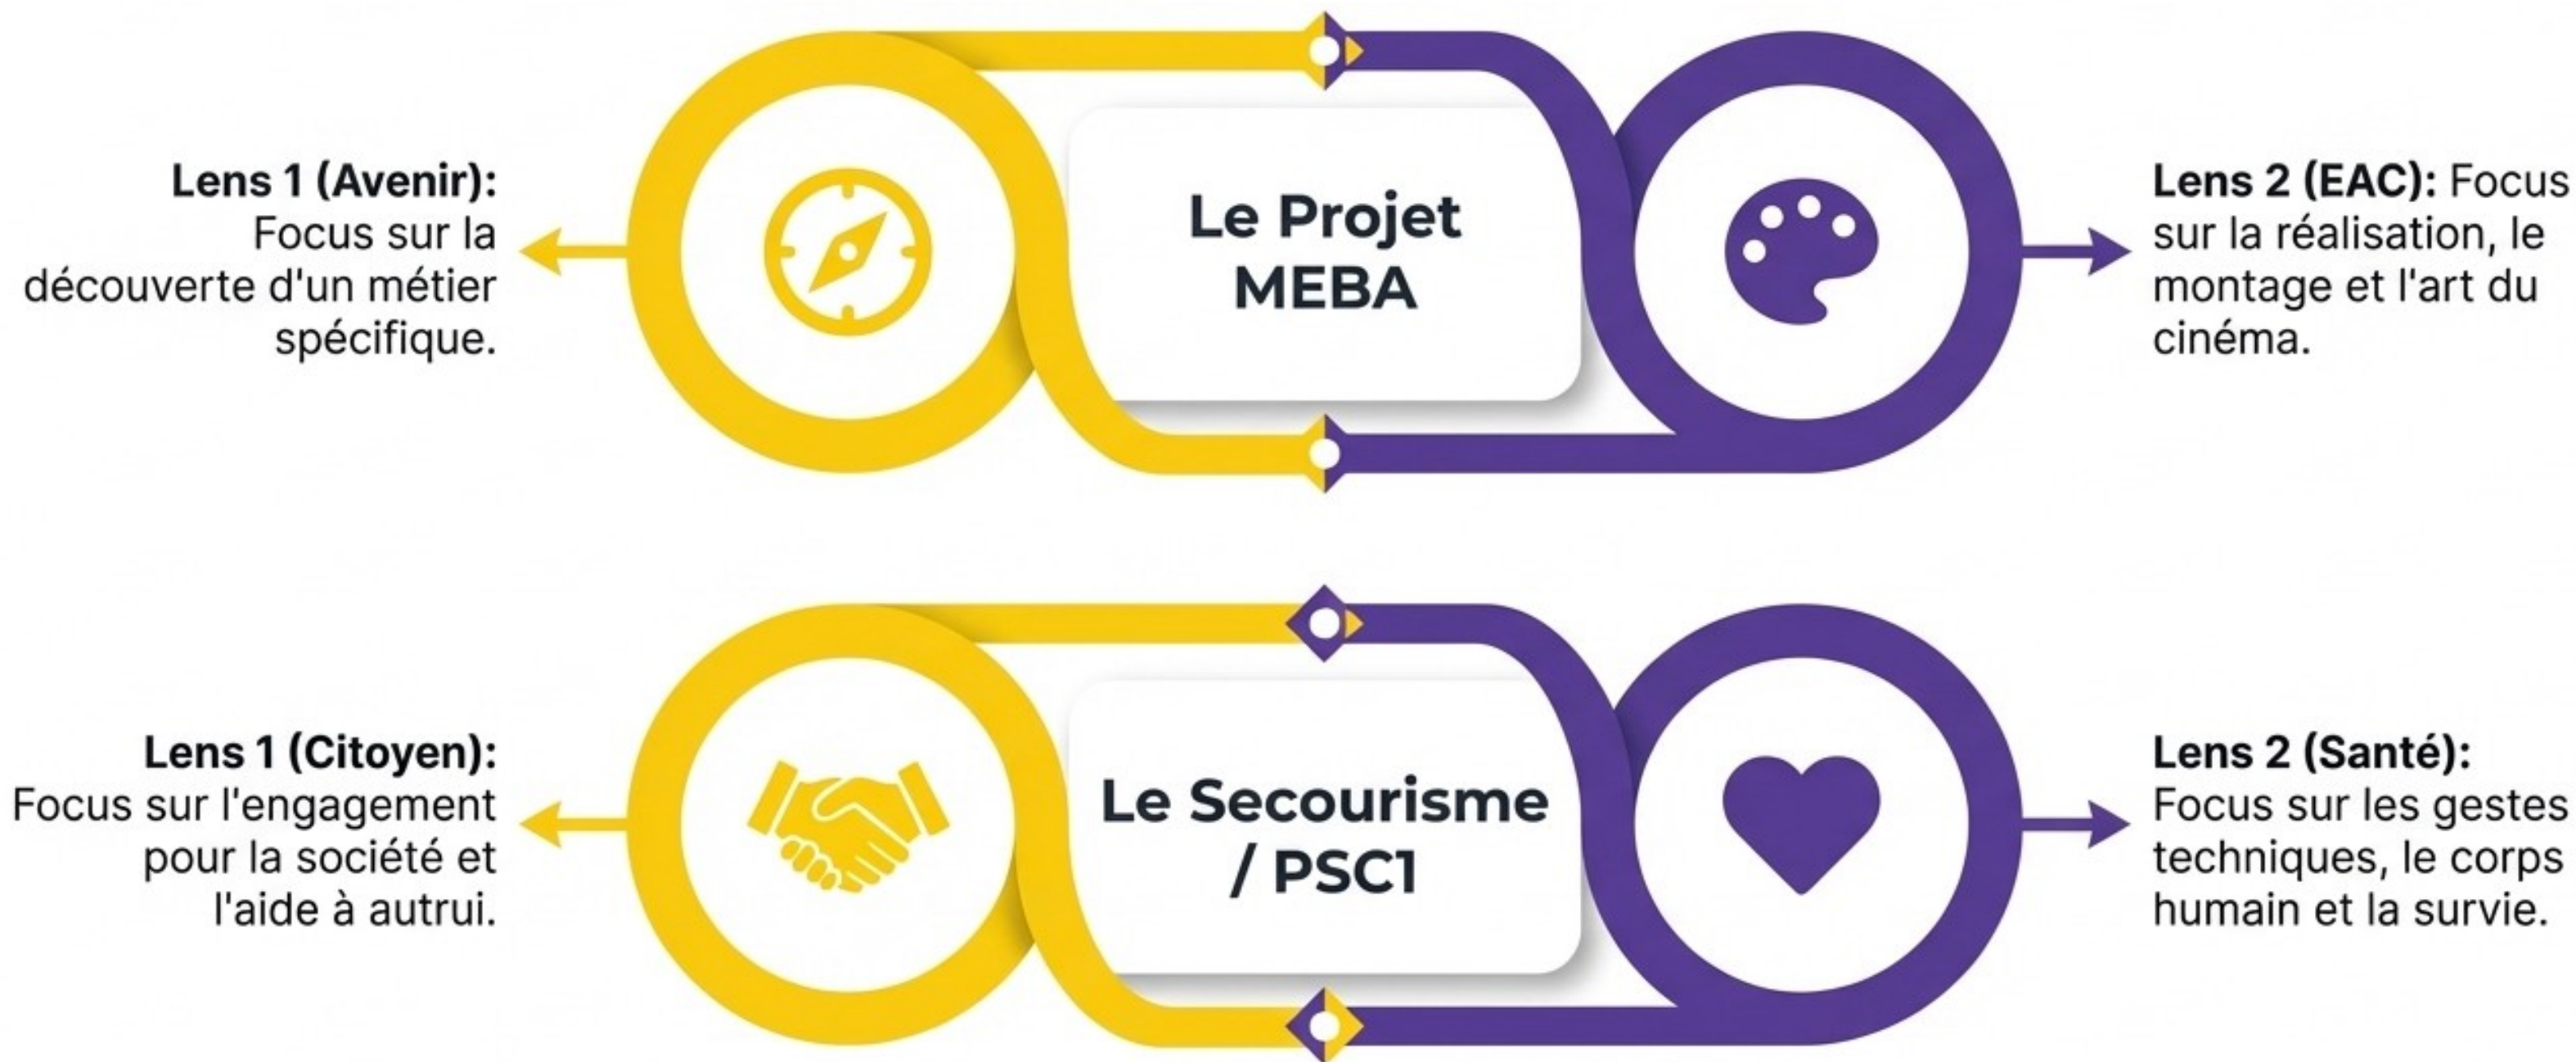 Lens 1 (Avenir):
Focus sur la
découverte d'un métier
spécifique.
Le Projet
MEBA
Lens 2 (EAC): Focus
sur la réalisation, le
montage et l'art du
cinéma.
Lens 1 (Citoyen):
Focus sur l'engagement
pour la société et
l'aide à autrui.
Le Secourisme
/ PSC1
Lens 2 (Santé):
Focus sur les gestes
techniques, le corps
humain et la survie.